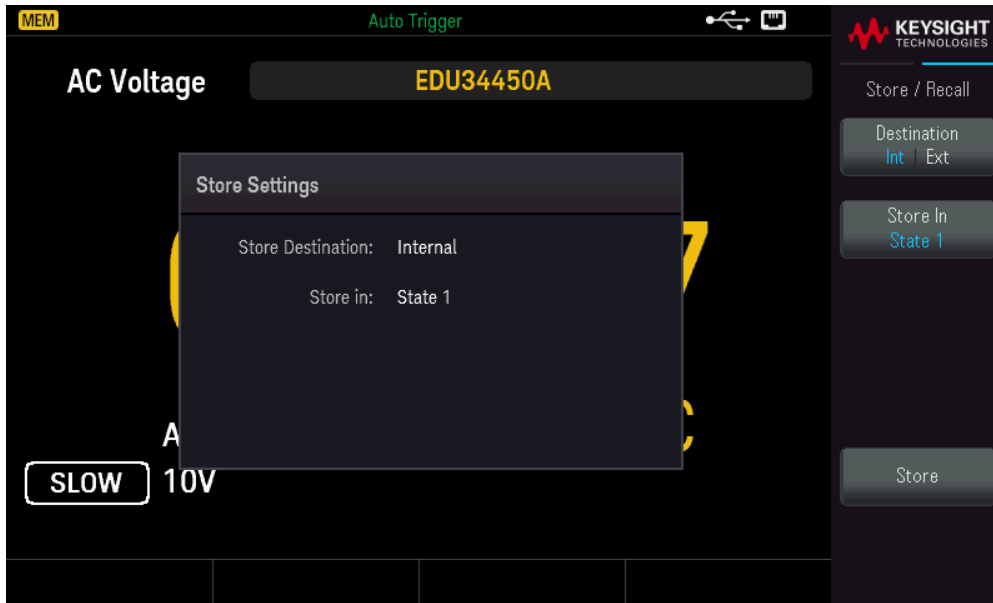 MEM
Auto Trigger
KEYSIGHT
TECHNOLOGIES
AC Voltage
EDU34450A
Store / Recall
Destination
Int | Ext
Store Settings
Store In
State 1
Store Destination: Internal
Store in: State 1
7
A
C
SLOW
10V
Store